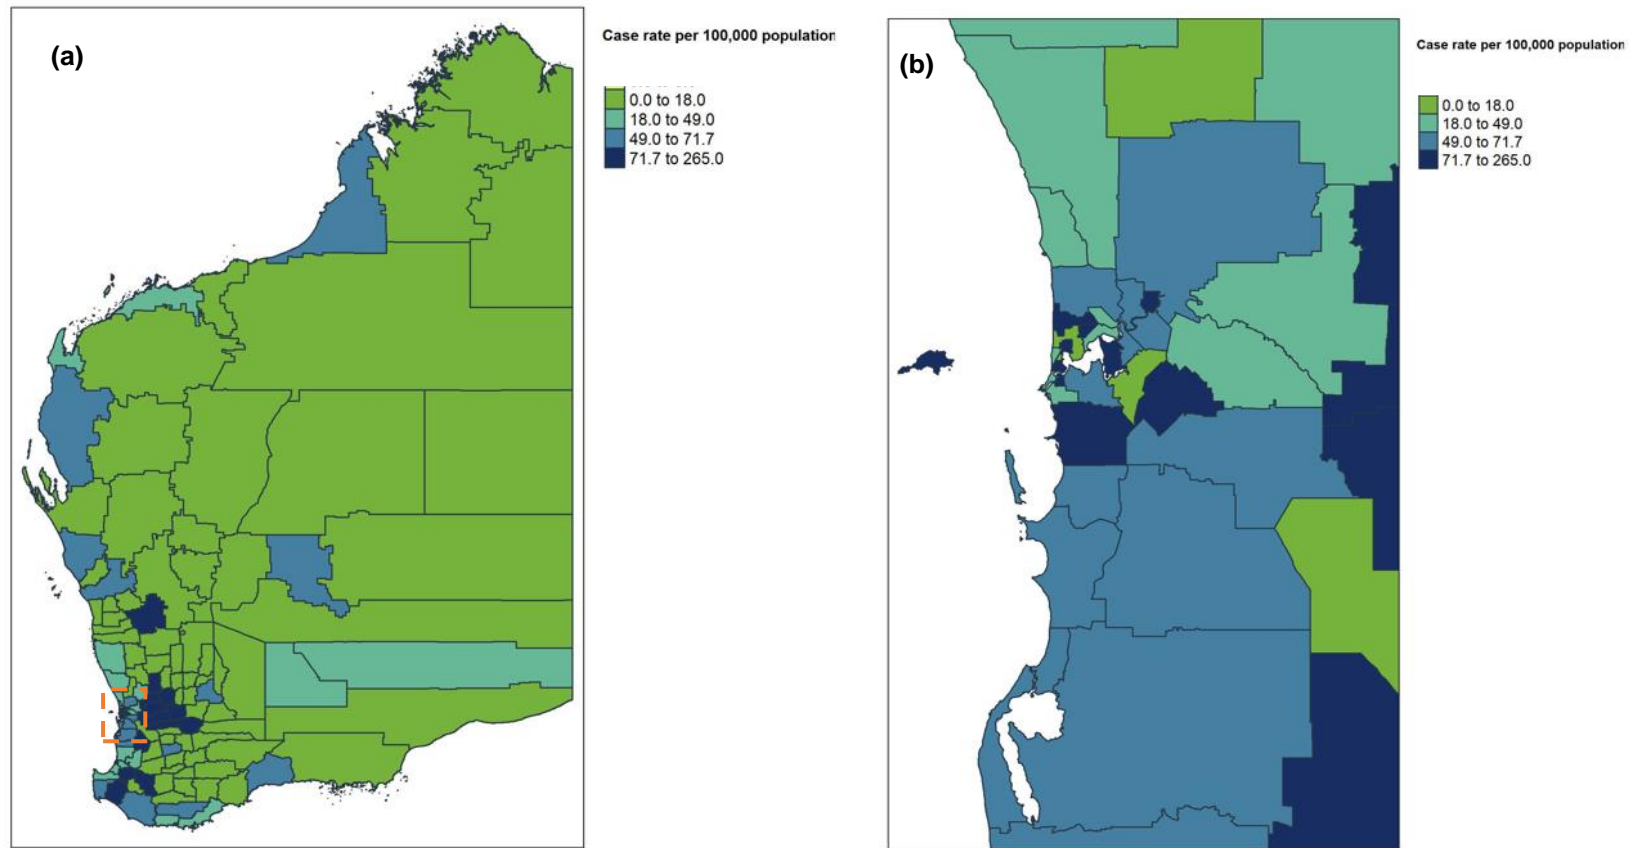 (a)
Case rate per 100,000 population
0.0 to 18.0
18.0 to 49.0
49.0 to 71.7
71.7 to 265.0
(b)
Case rate per 100,000 population
0.0 to 18.0
18.0 to 49.0
49.0 to 71.7
71.7 to 265.0